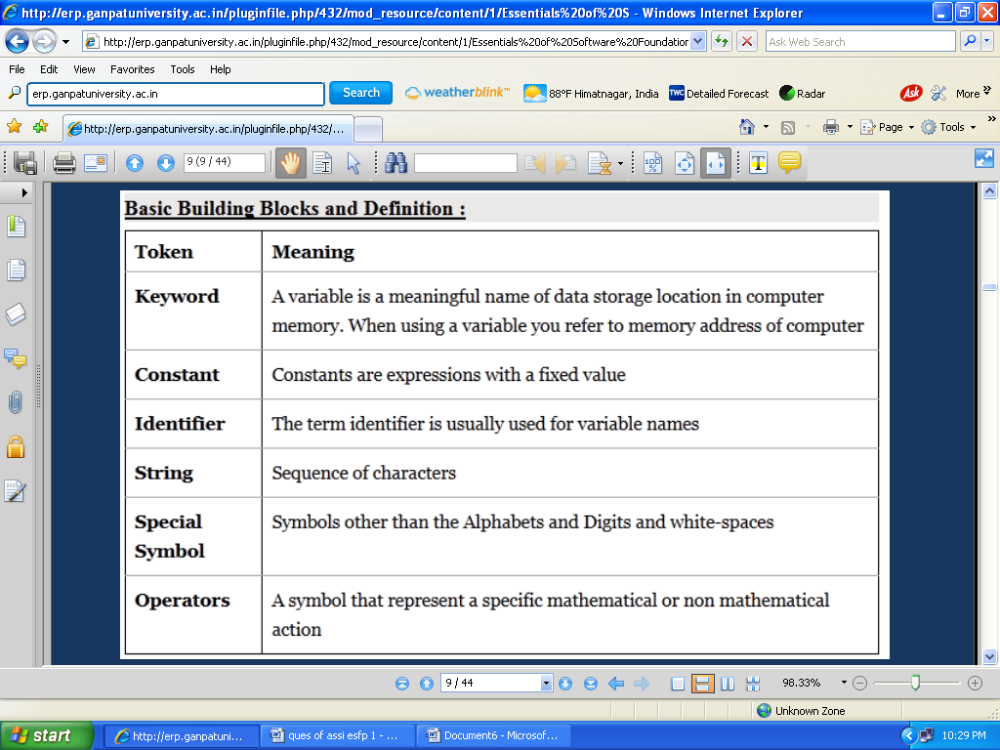 http://erp.ganpatuniversity.ac.in/pluginfile.php/432/mod_resource/content/1/Essentials%20of%20S - Windows Internet Explorer
http://erp.ganpatuniversity.ac.in/pluginfile.php/432/mod_resource/content/1/Essentials%20of%20Software%20Foundation
Ask Web Search
File Edit View Favorites Tools Help
erp.ganpatuniversity.ac.in
Search
weatherblink™
88°F Himatnagar, India
TWC Detailed Forecast
Radar
Ask
More
http://erp.ganpatuniversity.ac.in/pluginfile.php/432/...
Page
Tools
9 (9 / 44)
Basic Building Blocks and Definition :
Token Meaning
Keyword A variable is a meaningful name of data storage location in computer
memory. When using a variable you refer to memory address of computer
Constant Constants are expressions with a fixed value
Identifier The term identifier is usually used for variable names
String Sequence of characters
Special Symbols other than the Alphabets and Digits and white-spaces
Symbol
Operators A symbol that represent a specific mathematical or non mathematical
action
9 / 44
98.33%
Unknown Zone
start
http://erp.ganpatuni...
ques of assi esfp 1 - ...
Document6 - Microsof...
10:29 PM